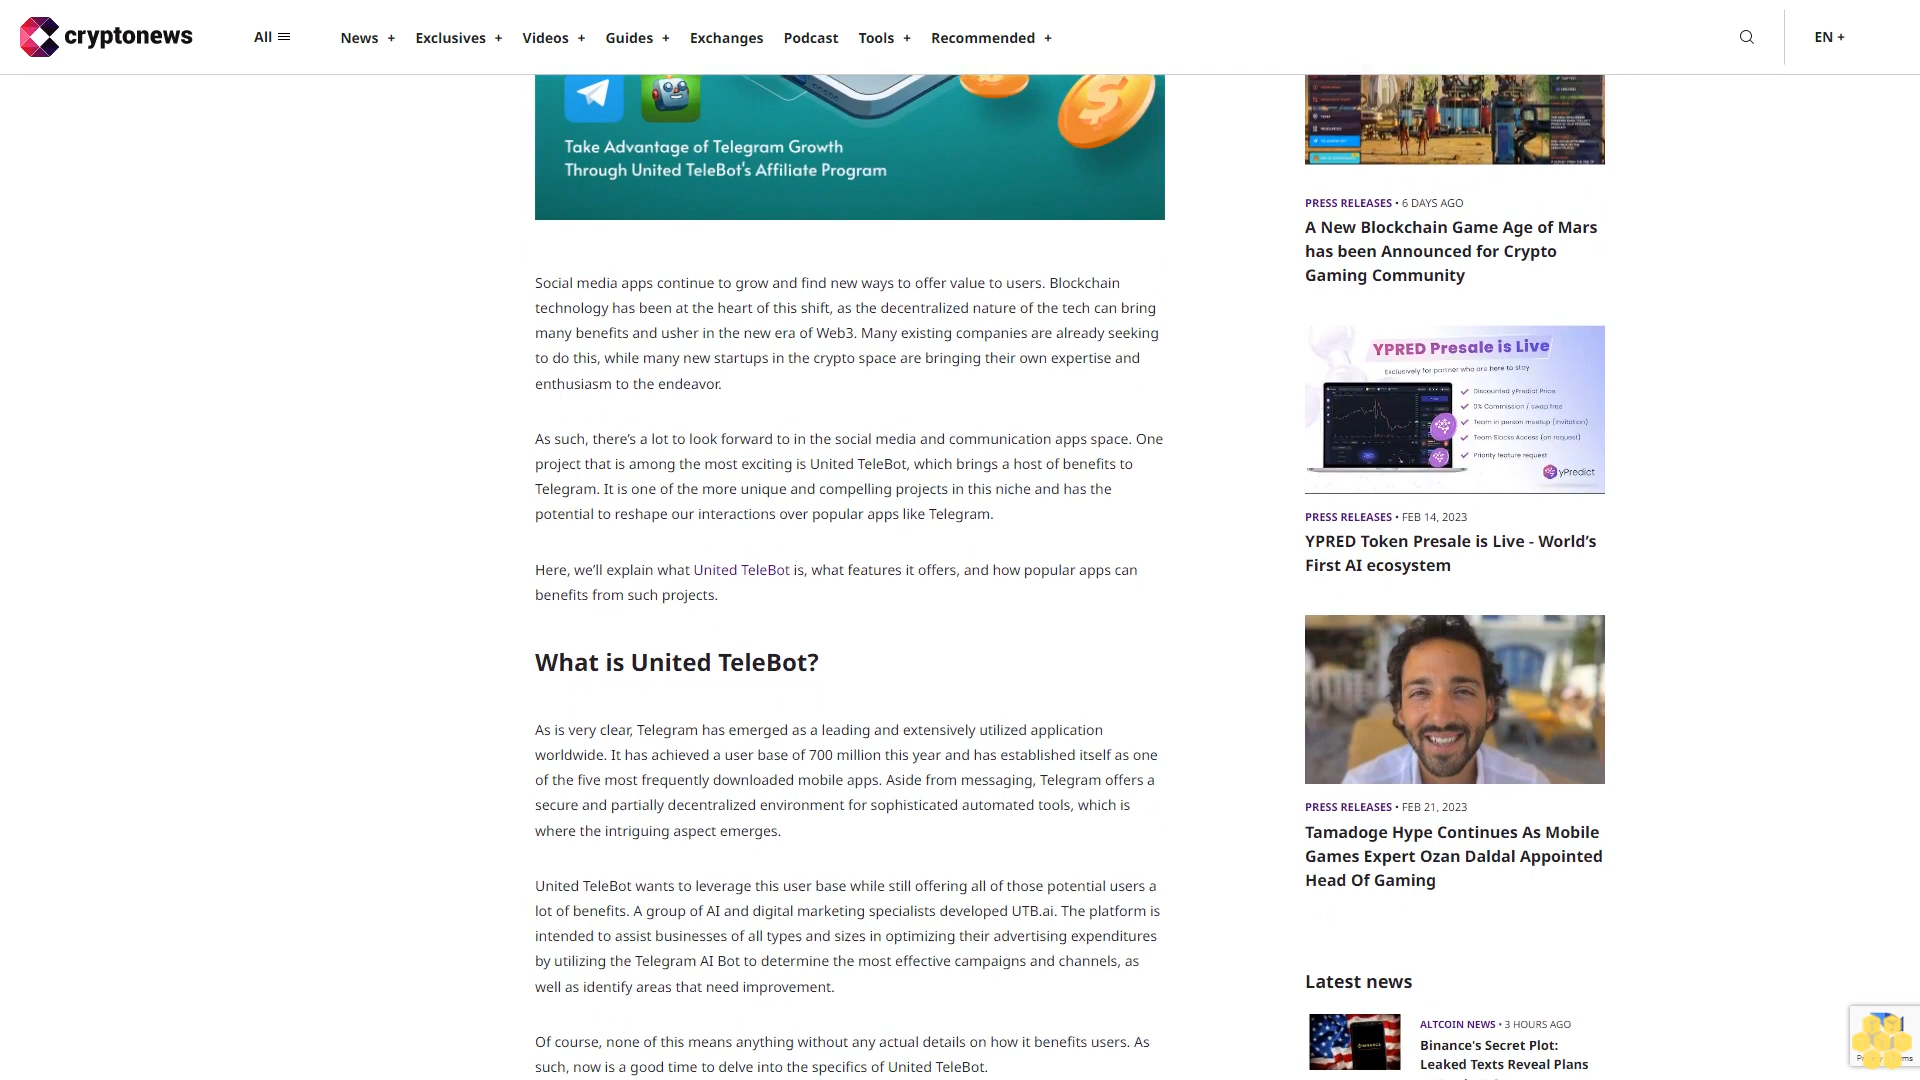 cryptonews
All
News +
Exclusives +
Videos +
Guides +
Exchanges
Podcast
Tools +
Recommended +
EN +
Take Advantage of Telegram Growth
Through United TeleBot's Affiliate Program
Social media apps continue to grow and find new ways to offer value to users. Blockchain
technology has been at the heart of this shift, as the decentralized nature of the tech can bring
many benefits and usher in the new era of Web3. Many existing companies are already seeking
to do this, while many new startups in the crypto space are bringing their own expertise and
enthusiasm to the endeavor.
As such, there’s a lot to look forward to in the social media and communication apps space. One
project that is among the most exciting is United TeleBot, which brings a host of benefits to
Telegram. It is one of the more unique and compelling projects in this niche and has the
potential to reshape our interactions over popular apps like Telegram.
Here, we’ll explain what United TeleBot is, what features it offers, and how popular apps can
benefits from such projects.
What is United TeleBot?
As is very clear, Telegram has emerged as a leading and extensively utilized application
worldwide. It has achieved a user base of 700 million this year and has established itself as one
of the five most frequently downloaded mobile apps. Aside from messaging, Telegram offers a
secure and partially decentralized environment for sophisticated automated tools, which is
where the intriguing aspect emerges.
United TeleBot wants to leverage this user base while still offering all of those potential users a
lot of benefits. A group of AI and digital marketing specialists developed UTB.ai. The platform is
intended to assist businesses of all types and sizes in optimizing their advertising expenditures
by utilizing the Telegram AI Bot to determine the most effective campaigns and channels, as
well as identify areas that need improvement.
Of course, none of this means anything without any actual details on how it benefits users. As
such, now is a good time to delve into the specifics of United TeleBot.
PRESS RELEASES • 6 DAYS AGO
A New Blockchain Game Age of Mars
has been Announced for Crypto
Gaming Community
YPRED Presale is Live
Exclusively for partner who are here to stay
Discounted yPredict Price
0% Commission / swap free
Team in person meetup (invitation)
Team Slacks Access (on request)
Priority feature request
yPredict
PRESS RELEASES • FEB 14, 2023
YPRED Token Presale is Live - World’s
First AI ecosystem
PRESS RELEASES • FEB 21, 2023
Tamadoge Hype Continues As Mobile
Games Expert Ozan Daldal Appointed
Head Of Gaming
Latest news
BINANCE
ALTCOIN NEWS • 3 HOURS AGO
Binance's Secret Plot:
Leaked Texts Reveal Plans